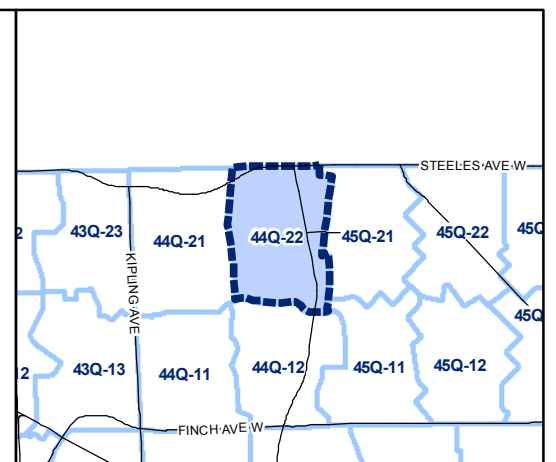 STEELES AVE W
2
43Q-23
44Q-21
44Q-22
45Q-21
45Q-22
45Q
KIPLING AVE
45Q
2
43Q-13
44Q-11
44Q-12
45Q-11
45Q-12
FINCH AVE W